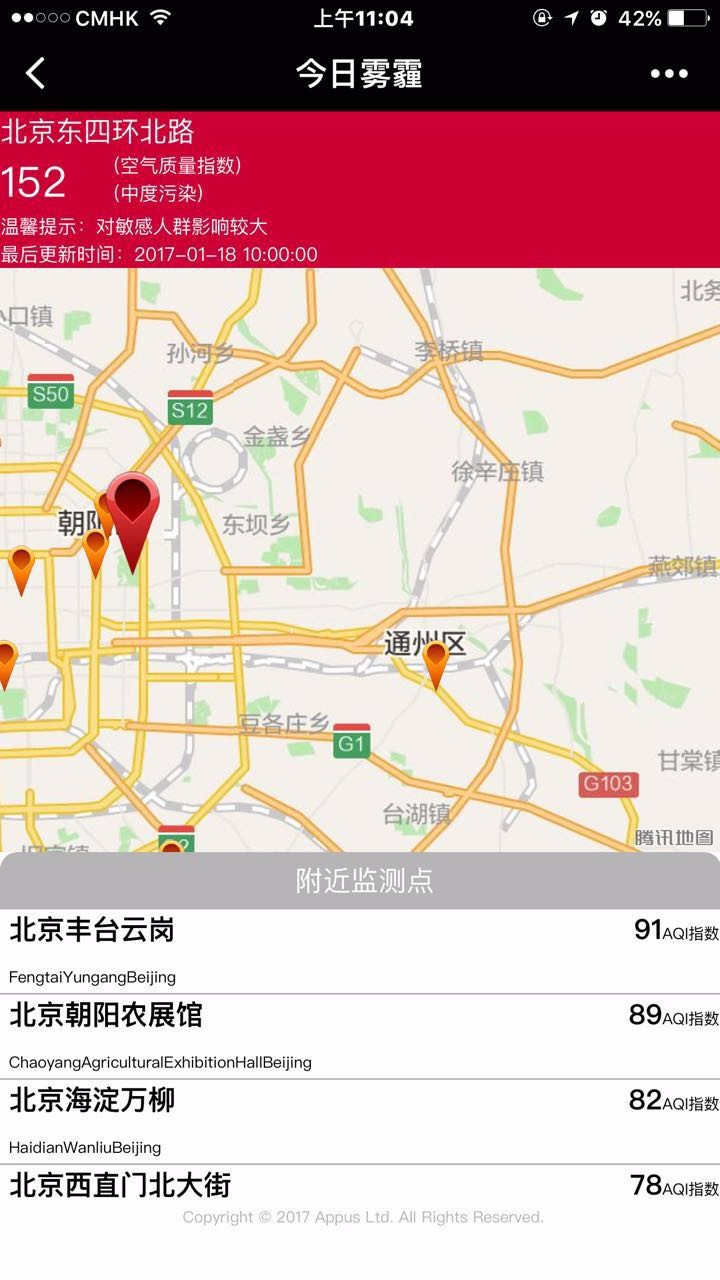 CMHK 上午11:04 42%
今日雾霾
北京东四环北路
152
(空气质量指数)
(中度污染)
温馨提示：对敏感人群影响较大
最后更新时间：2017-01-18 10:00:00
北务
小口镇
孙河乡
李桥镇
S50
S12
金盏乡
徐辛庄镇
朝阳
东坝乡
燕郊镇
通州区
豆各庄乡
G1
甘棠镇
G103
台湖镇
腾讯地图
附近监测点
北京丰台云岗 91AQI指数
FengtaiYungangBeijing
北京朝阳农展馆 89AQI指数
ChaoyangAgriculturalExhibitionHallBeijing
北京海淀万柳 82AQI指数
HaidianWanliuBeijing
北京西直门北大街 78AQI指数
Copyright © 2017 Appus Ltd. All Rights Reserved.